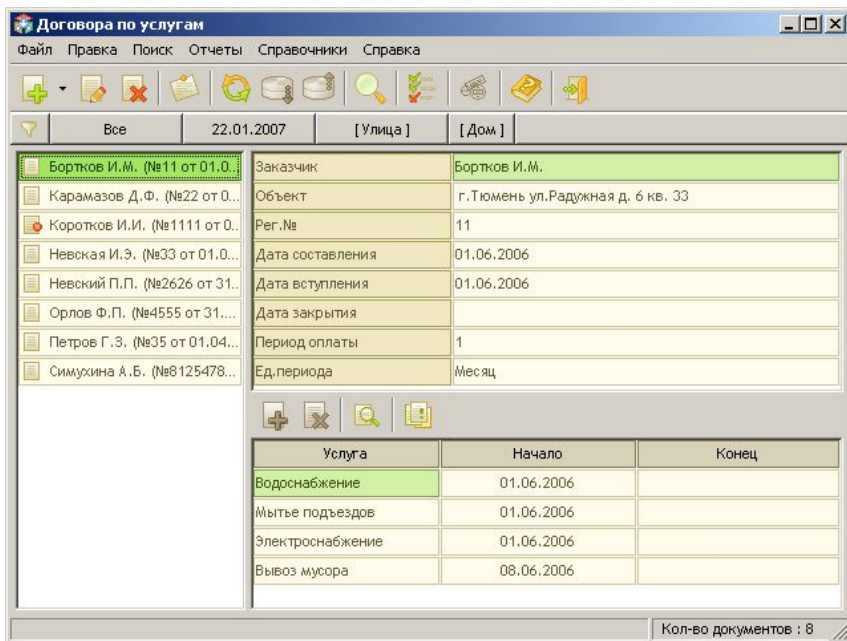 Договора по услугам
Файл Правка Поиск Отчеты Справочники Справка
Все 22.01.2007 [ Улица ] [ Дом ]
Бортков И.М. (№11 от 01.0...
Карамазов Д.Ф. (№22 от 0...
Коротков И.И. (№1111 от 0...
Невская И.Э. (№33 от 01.0...
Невский П.П. (№2626 от 31...
Орлов Ф.П. (№4555 от 31....
Петров Г.З. (№35 от 01.04...
Симухина А.Б. (№8125478...
Заказчик Бортков И.М.
Объект г.Тюмень ул.Радужная д. 6 кв. 33
Рег.№ 11
Дата составления 01.06.2006
Дата вступления 01.06.2006
Дата закрытия
Период оплаты 1
Ед.периода Месяц
Услуга Начало Конец
Водоснабжение 01.06.2006
Мытье подъездов 01.06.2006
Электроснабжение 01.06.2006
Вывоз мусора 08.06.2006
Кол-во документов : 8